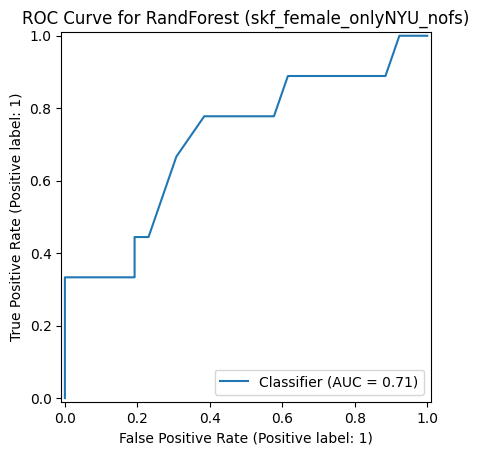 ROC Curve for RandForest (skf_female_onlyNYU_nofs)
True Positive Rate (Positive label: 1)
1.0
0.8
0.6
0.4
0.2
0.0
Classifier (AUC = 0.71)
0.0 0.2 0.4 0.6 0.8 1.0
False Positive Rate (Positive label: 1)